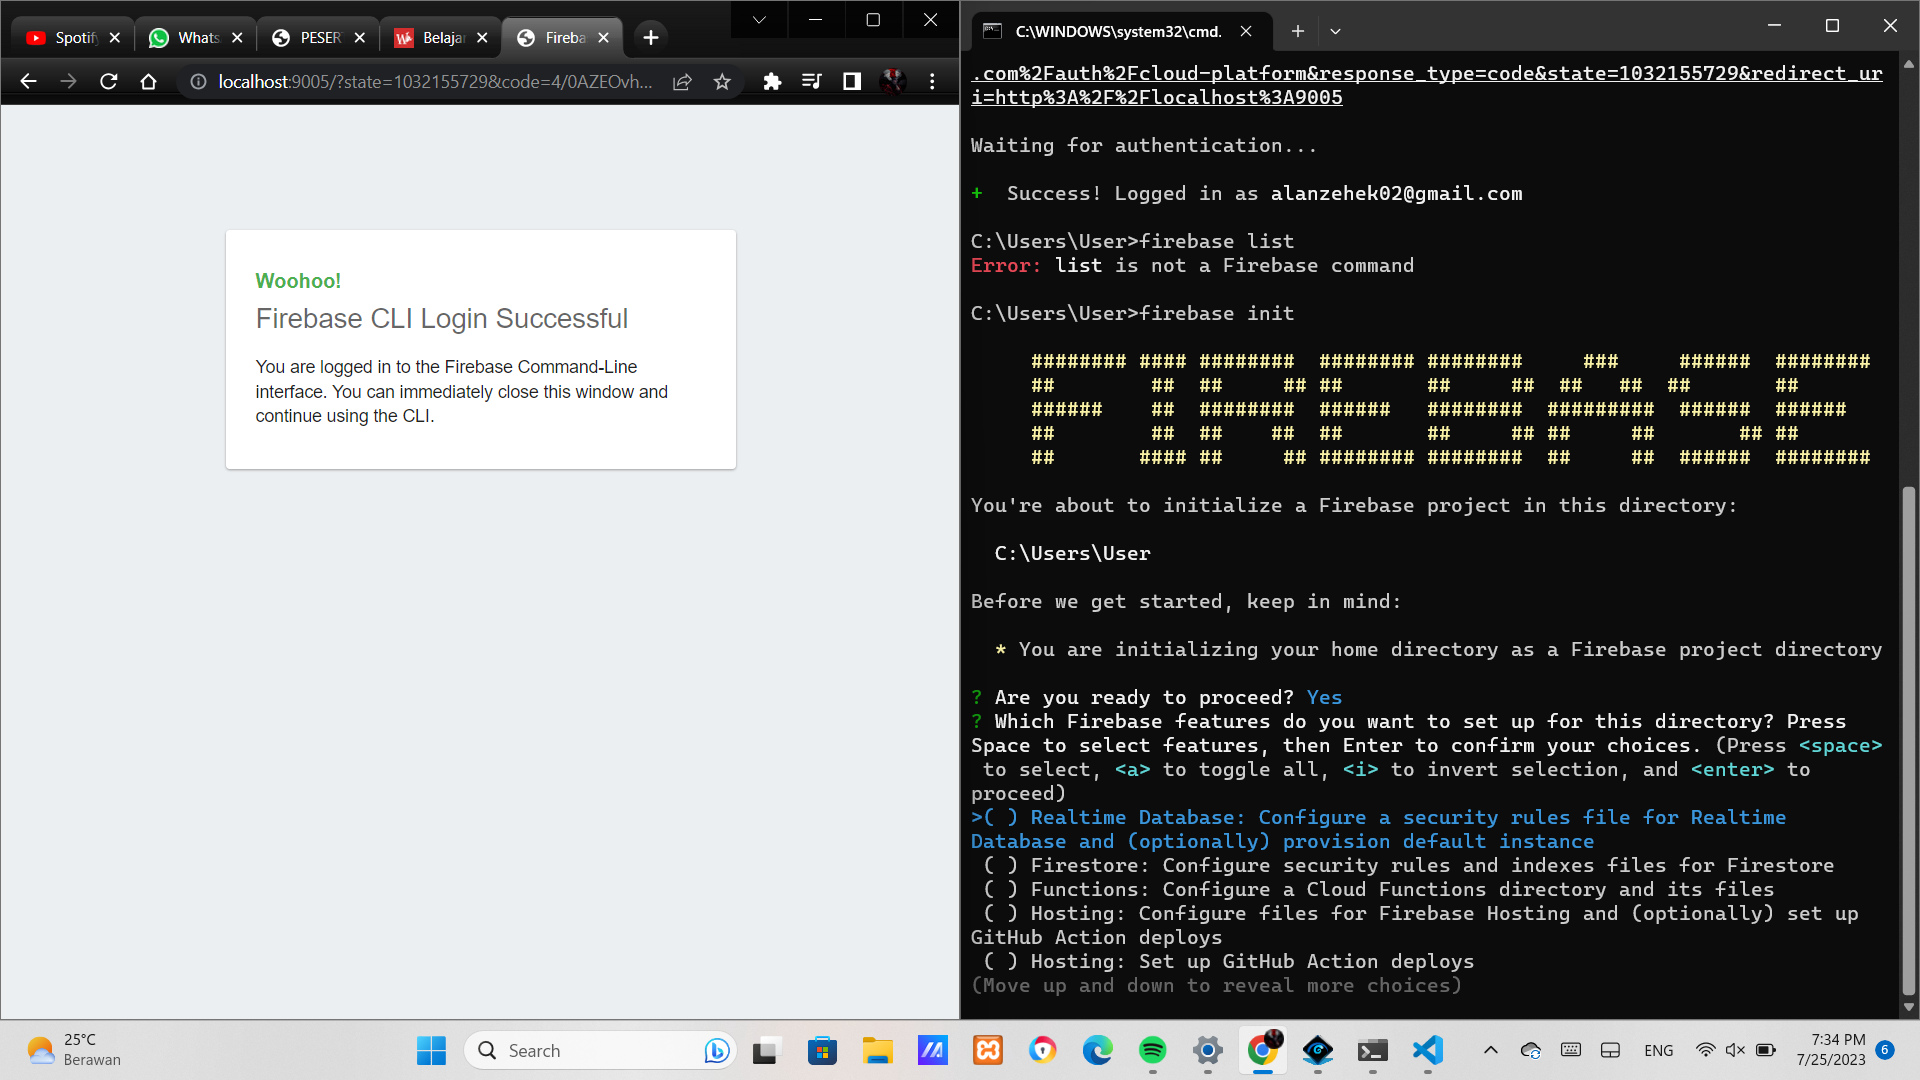 Spotify
Whats
PESER
Belajar
Fireba
localhost:9005/?state=1032155729&code=4/0AZEOvh...
Woohoo!
Firebase CLI Login Successful
You are logged in to the Firebase Command-Line
interface. You can immediately close this window and
continue using the CLI.
C:\WINDOWS\system32\cmd.
.com%2Fauth%2Fcloud-platform&response_type=code&state=1032155729&redirect_ur
i=http%3A%2F%2Flocalhost%3A9005
Waiting for authentication...
+  Success! Logged in as alanzehek02@gmail.com
C:\Users\User>firebase list
Error: list is not a Firebase command
C:\Users\User>firebase init
FIREBASE
You're about to initialize a Firebase project in this directory:
C:\Users\User
Before we get started, keep in mind:
* You are initializing your home directory as a Firebase project directory
? Are you ready to proceed? Yes
? Which Firebase features do you want to set up for this directory? Press
Space to select features, then Enter to confirm your choices. (Press <space>
to select, <a> to toggle all, <i> to invert selection, and <enter> to
proceed)
>( ) Realtime Database: Configure a security rules file for Realtime
Database and (optionally) provision default instance
( ) Firestore: Configure security rules and indexes files for Firestore
( ) Functions: Configure a Cloud Functions directory and its files
( ) Hosting: Configure files for Firebase Hosting and (optionally) set up
GitHub Action deploys
( ) Hosting: Set up GitHub Action deploys
(Move up and down to reveal more choices)
25°C
Berawan
Search
ENG
7:34 PM
7/25/2023
6